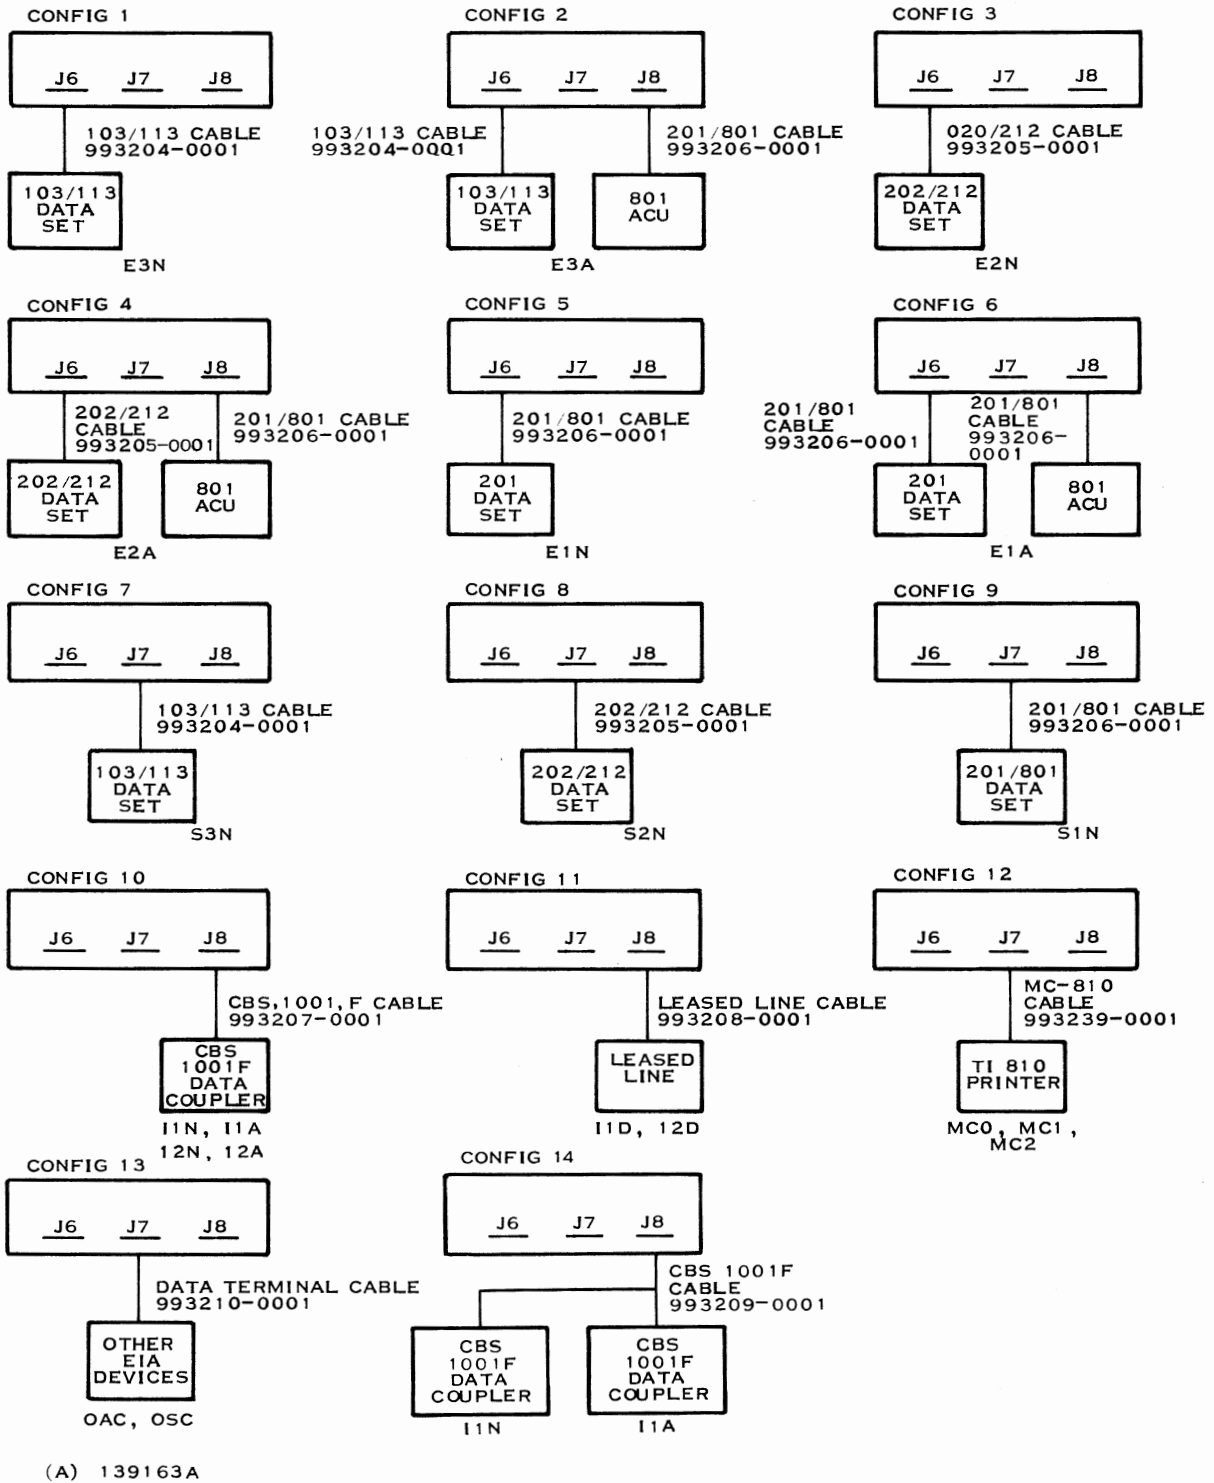 CONFIG 1
J6 J7 J8
103/113 CABLE
993204-0001
103/113
DATA
SET
E3N
CONFIG 2
J6 J7 J8
103/113 CABLE
993204-0001
201/801 CABLE
993206-0001
103/113
DATA
SET
801
ACU
E3A
CONFIG 3
J6 J7 J8
020/212 CABLE
993205-0001
202/212
DATA
SET
E2N
CONFIG 4
J6 J7 J8
202/212
CABLE
993205-0001
201/801 CABLE
993206-0001
202/212
DATA
SET
801
ACU
E2A
CONFIG 5
J6 J7 J8
201/801 CABLE
993206-0001
201
DATA
SET
E1N
CONFIG 6
J6 J7 J8
201/801
CABLE
993206-0001
201/801
CABLE
993206-
0001
201
DATA
SET
801
ACU
E1A
CONFIG 7
J6 J7 J8
103/113 CABLE
993204-0001
103/113
DATA
SET
S3N
CONFIG 8
J6 J7 J8
202/212 CABLE
993205-0001
202/212
DATA
SET
S2N
CONFIG 9
J6 J7 J8
201/801 CABLE
993206-0001
201/801
DATA
SET
S1N
CONFIG 10
J6 J7 J8
CBS,1001,F CABLE
993207-0001
CBS
1001F
DATA
COUPLER
I1N, I1A
12N, 12A
CONFIG 11
J6 J7 J8
LEASED LINE CABLE
993208-0001
LEASED
LINE
I1D, 12D
CONFIG 12
J6 J7 J8
MC-810
CABLE
993239-0001
TI 810
PRINTER
MC0, MC1,
MC2
CONFIG 13
J6 J7 J8
DATA TERMINAL CABLE
993210-0001
OTHER
EIA
DEVICES
OAC, OSC
CONFIG 14
J6 J7 J8
CBS 1001F
CABLE
993209-0001
CBS
1001F
DATA
COUPLER
I1N
CBS
1001F
DATA
COUPLER
I1A
(A) 139163A